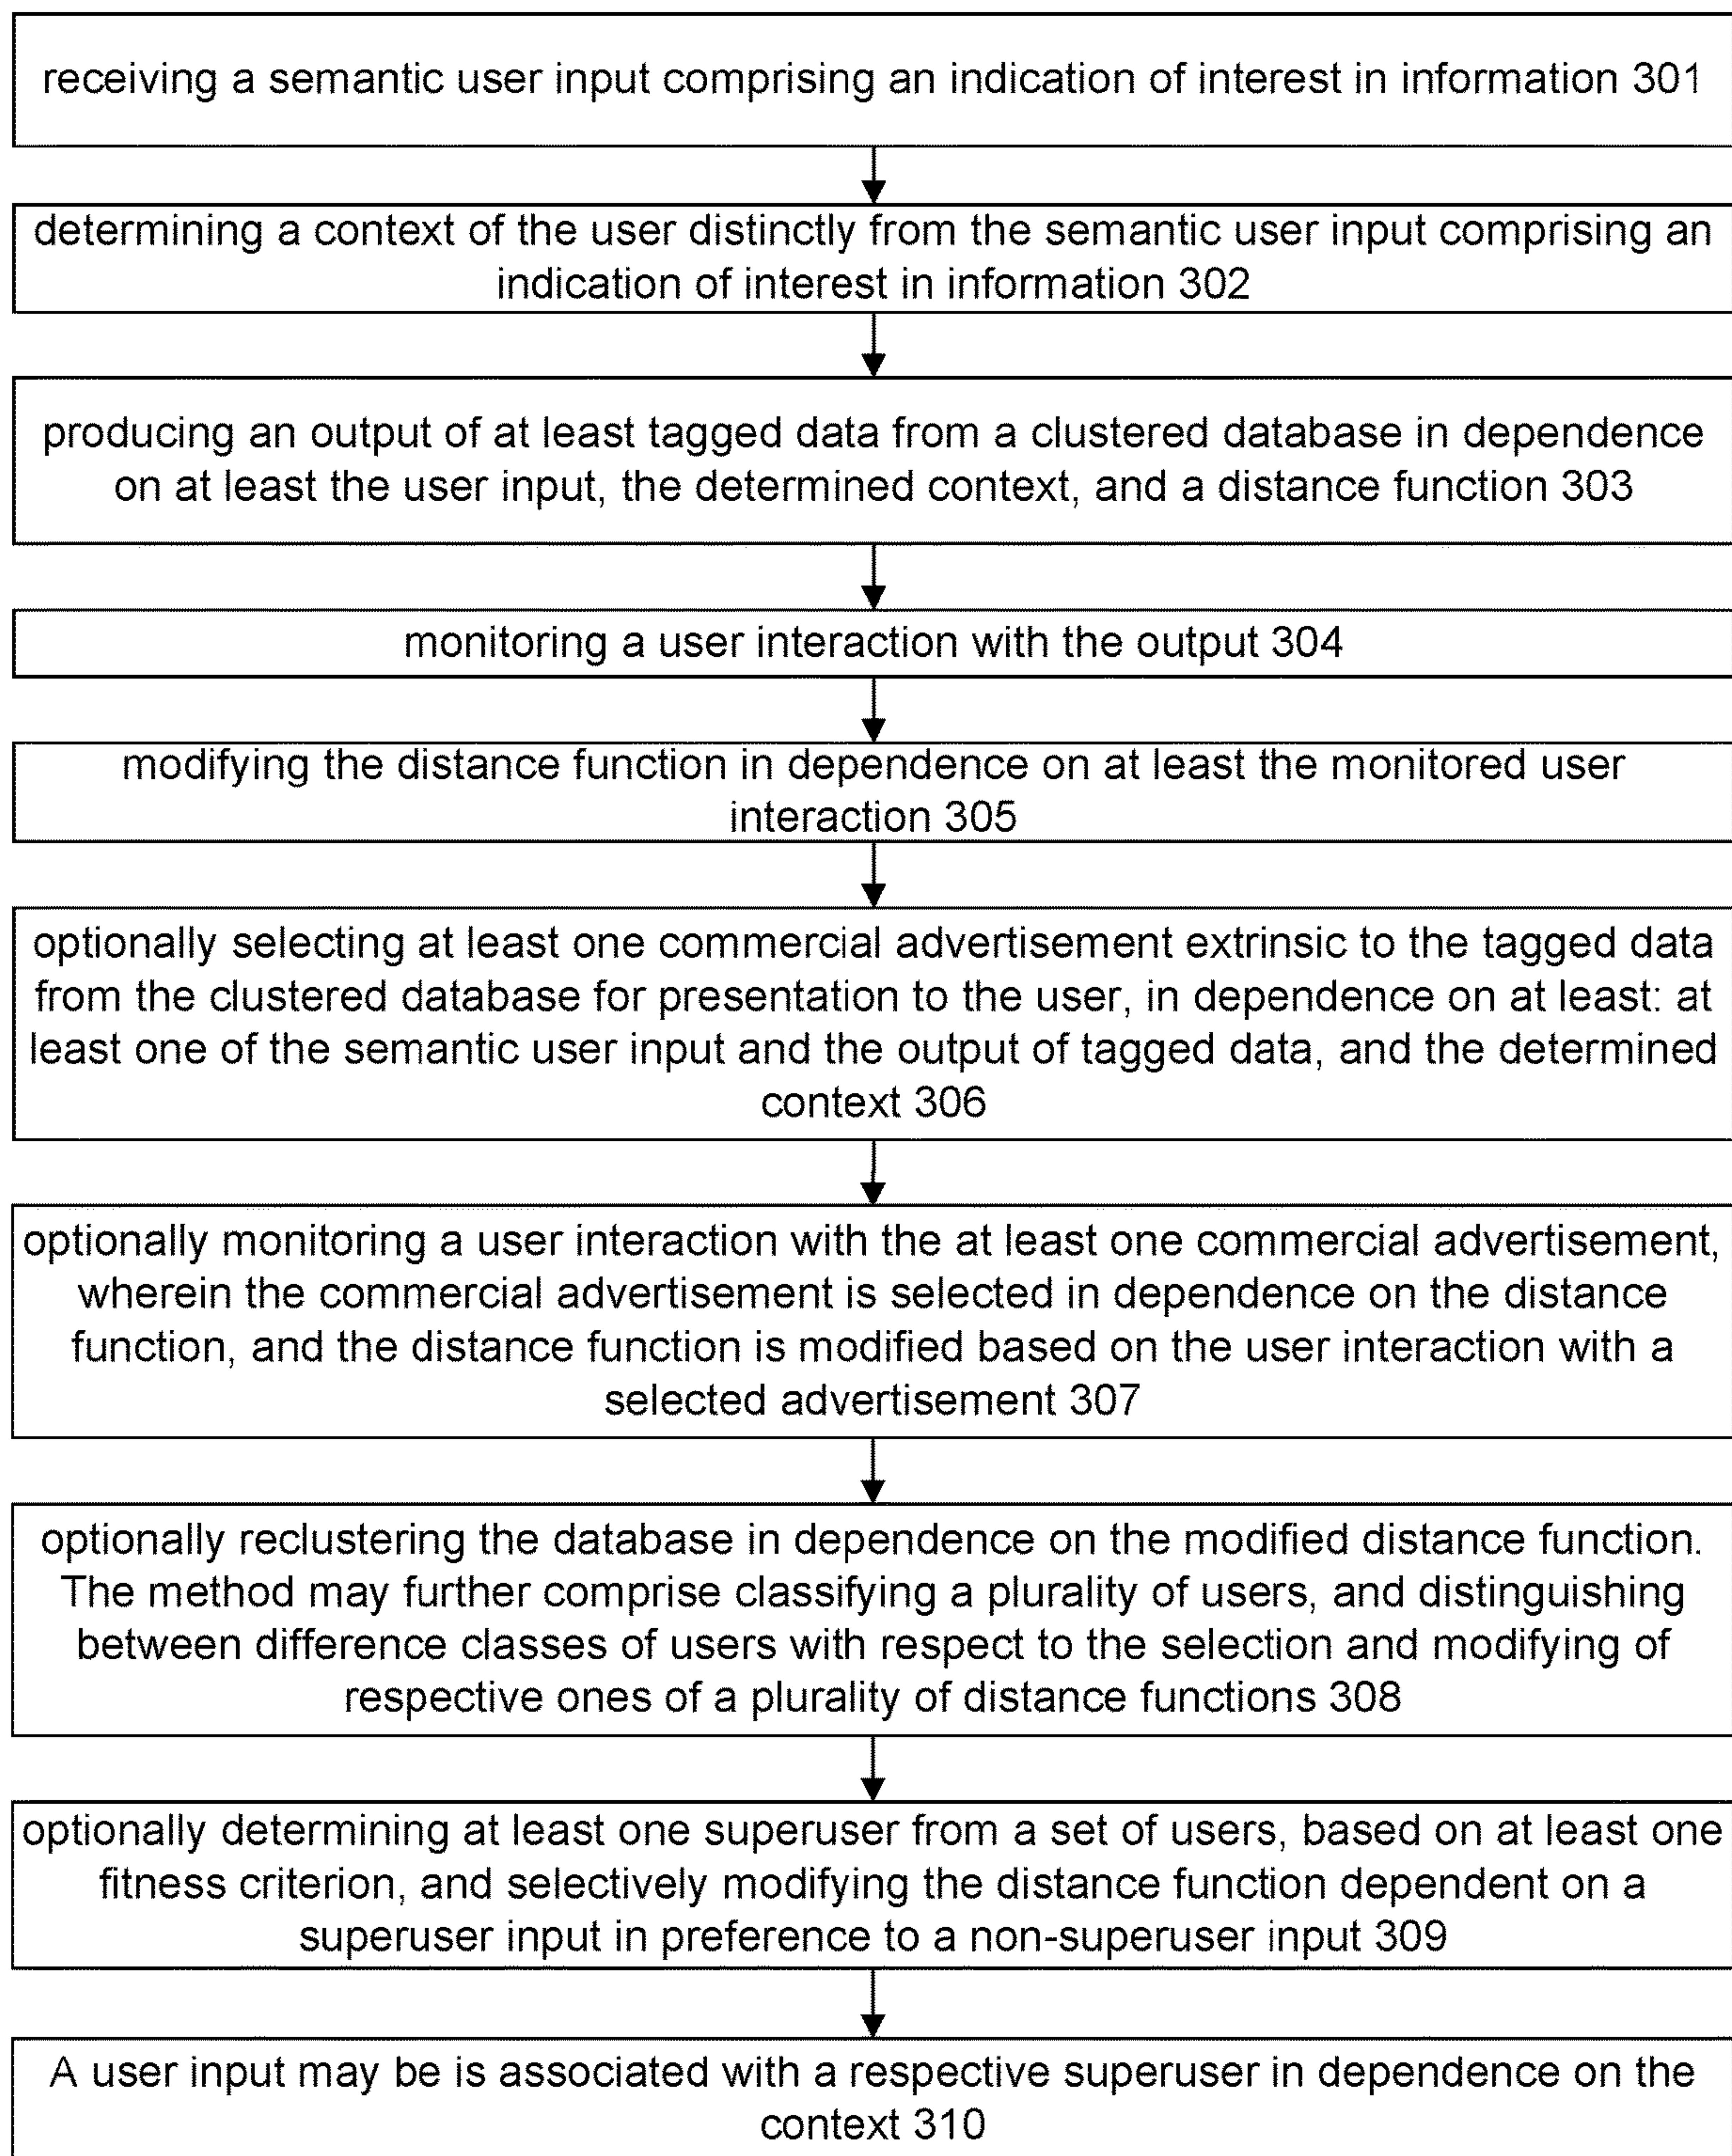 receiving a semantic user input comprising an indication of interest in information 301
determining a context of the user distinctly from the semantic user input comprising an
indication of interest in information 302
producing an output of at least tagged data from a clustered database in dependence
on at least the user input, the determined context, and a distance function 303
monitoring a user interaction with the output 304
modifying the distance function in dependence on at least the monitored user
interaction 305
optionally selecting at least one commercial advertisement extrinsic to the tagged data
from the clustered database for presentation to the user, in dependence on at least: at
least one of the semantic user input and the output of tagged data, and the determined
context 306
optionally monitoring a user interaction with the at least one commercial advertisement,
wherein the commercial advertisement is selected in dependence on the distance
function, and the distance function is modified based on the user interaction with a
selected advertisement 307
optionally reclustering the database in dependence on the modified distance function.
The method may further comprise classifying a plurality of users, and distinguishing
between difference classes of users with respect to the selection and modifying of
respective ones of a plurality of distance functions 308
optionally determining at least one superuser from a set of users, based on at least one
fitness criterion, and selectively modifying the distance function dependent on a
superuser input in preference to a non-superuser input 309
A user input may be is associated with a respective superuser in dependence on the
context 310